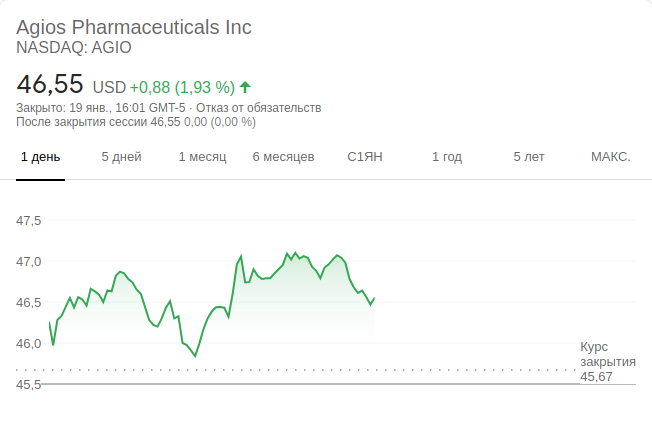 Agios Pharmaceuticals Inc
NASDAQ: AGIO
46,55 USD +0,88 (1,93 %)
Закрыто: 19 янв., 16:01 GMT-5 · Отказ от обязательств
После закрытия сессии 46,55 0,00 (0,00 %)
1 день 5 дней 1 месяц 6 месяцев С1ЯН 1 год 5 лет МАКС.
47,5
47,0
46,5
46,0
Курс
закрытия
45,67
45,5